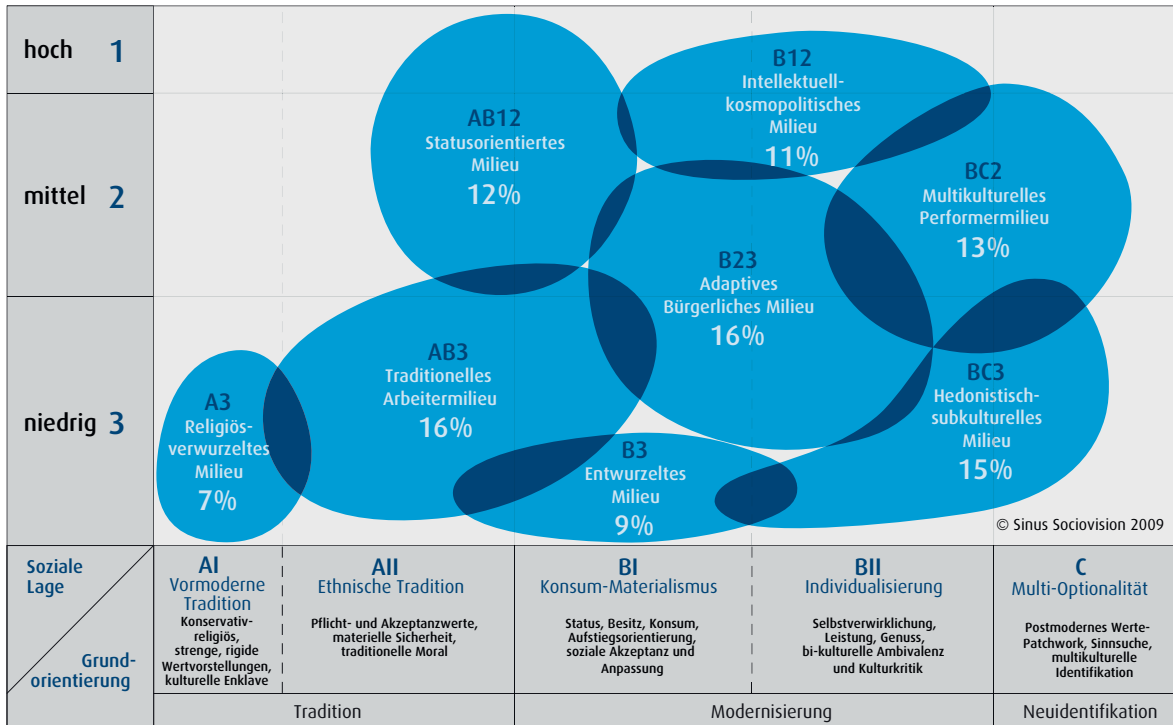 hoch 1
mittel 2
niedrig 3
AB12
Statusorientiertes
Milieu
12%
B12
Intellektuell-
kosmopolitisches
Milieu
11%
BC2
Multikulturelles
Performermilieu
13%
B23
Adaptives
Bürgerliches Milieu
16%
AB3
Traditionelles
Arbeitermilieu
16%
A3
Religiös-
verwurzeltes
Milieu
7%
B3
Entwurzeltes
Milieu
9%
BC3
Hedonistisch-
subkulturelles
Milieu
15%
© Sinus Sociovision 2009
Soziale
Lage
Grund-
orientierung
AI
Vormoderne
Tradition
Konservativ-
religiös,
strenge, rigide
Wertvorstellungen,
kulturelle Enklave
AII
Ethnische Tradition
Pflicht- und Akzeptanzwerte,
materielle Sicherheit,
traditionelle Moral
BI
Konsum-Materialismus
Status, Besitz, Konsum,
Aufstiegsorientierung,
soziale Akzeptanz und
Anpassung
BII
Individualisierung
Selbstverwirklichung,
Leistung, Genuss,
bi-kulturelle Ambivalenz
und Kulturkritik
C
Multi-Optionalität
Postmodernes Werte-
Patchwork, Sinnsuche,
multikulturelle
Identifikation
Tradition
Modernisierung
Neuidentifikation